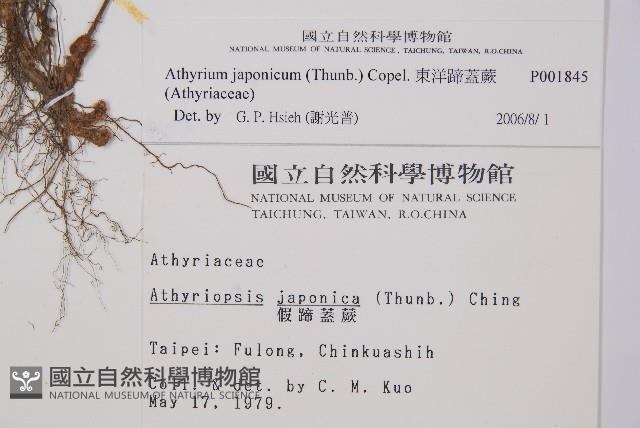 國立自然科學博物館
NATIONAL MUSEUM OF NATURAL SCIENCE, TAICHUNG, TAIWAN, R.O.CHINA
Athyrium japonicum (Thunb.) Copel. 東洋蹄蓋蕨 P001845
(Athyriaceae)
Det. by G. P. Hsieh (謝光普) 2006/8/ 1
國立自然科學博物館
NATIONAL MUSEUM OF NATURAL SCIENCE
TAICHUNG, TAIWAN, R.O.CHINA
Athyriaceae
Athyriopsis japonica (Thunb.) Ching
假蹄蓋蕨
Taipei: Fulong, Chinkuashih
Coll. & det. by C. M. Kuo
May 17, 1979.
國立自然科學博物館
NATIONAL MUSEUM OF NATURAL SCIENCE